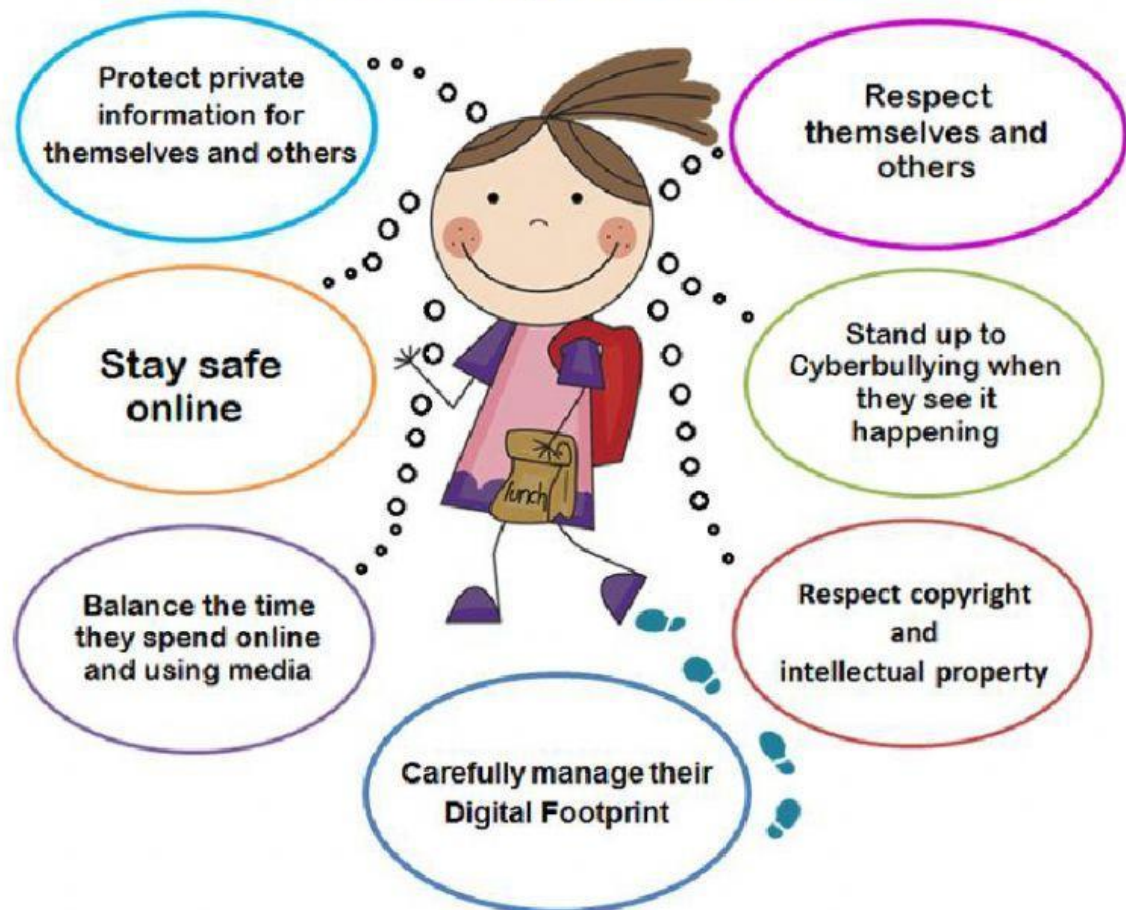 Protect private
information for
themselves and others
Respect
themselves and
others
Stay safe
online
Stand up to
Cyberbullying when
they see it
happening
lunch
Balance the time
they spend online
and using media
Respect copyright
and
intellectual property
Carefully manage their
Digital Footprint